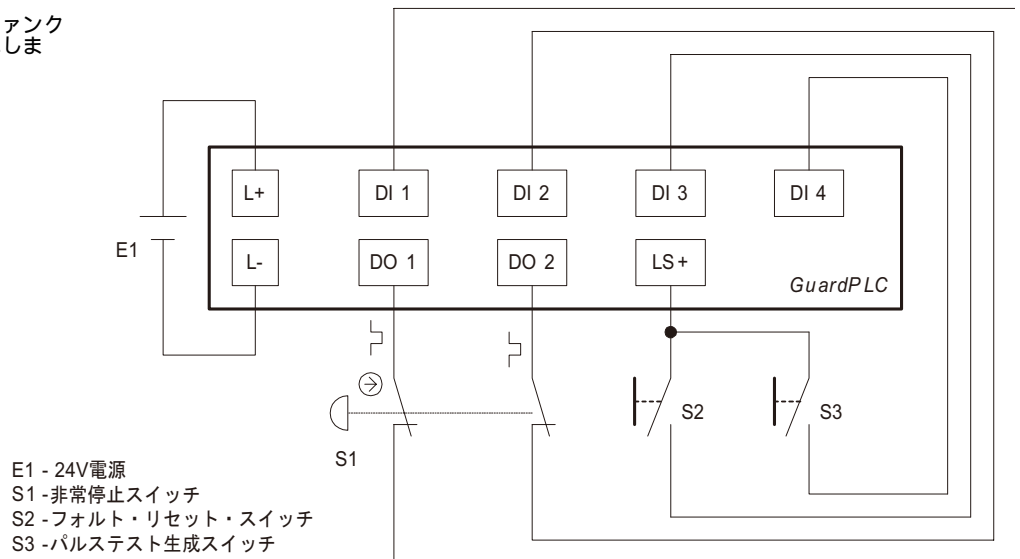 ァンク
しま
L+
DI 1
DI 2
DI 3
DI 4
E1
L-
DO 1
DO 2
LS+
GuardPLC
S1
S2
S3
E1 - 24V電源
S1 -非常停止スイッチ
S2 -フォルト・リセット・スイッチ
S3 -パルステスト生成スイッチ